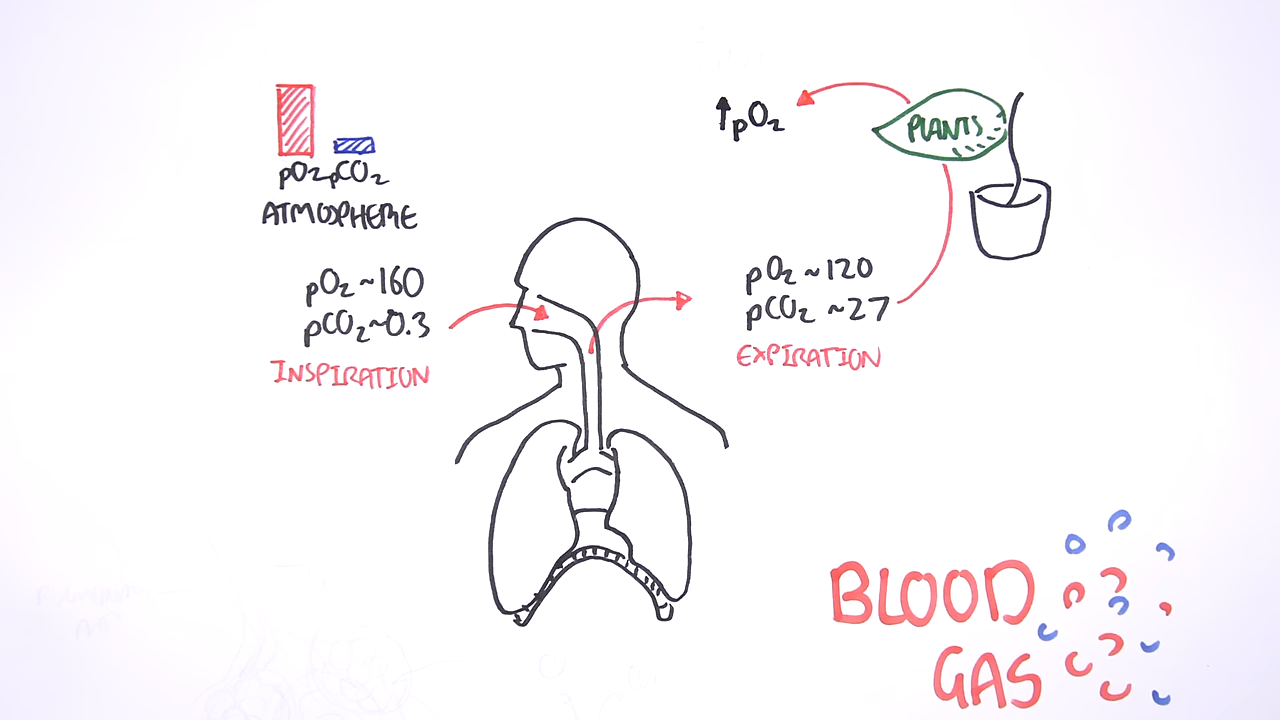 pO2 pCO2
ATMOSPHERE
pO2 ~160
pCO2 ~0.3
INSPIRATION
↑pO2
PLANTS
pO2 ~120
pCO2 ~27
EXPIRATION
BLOOD
GAS